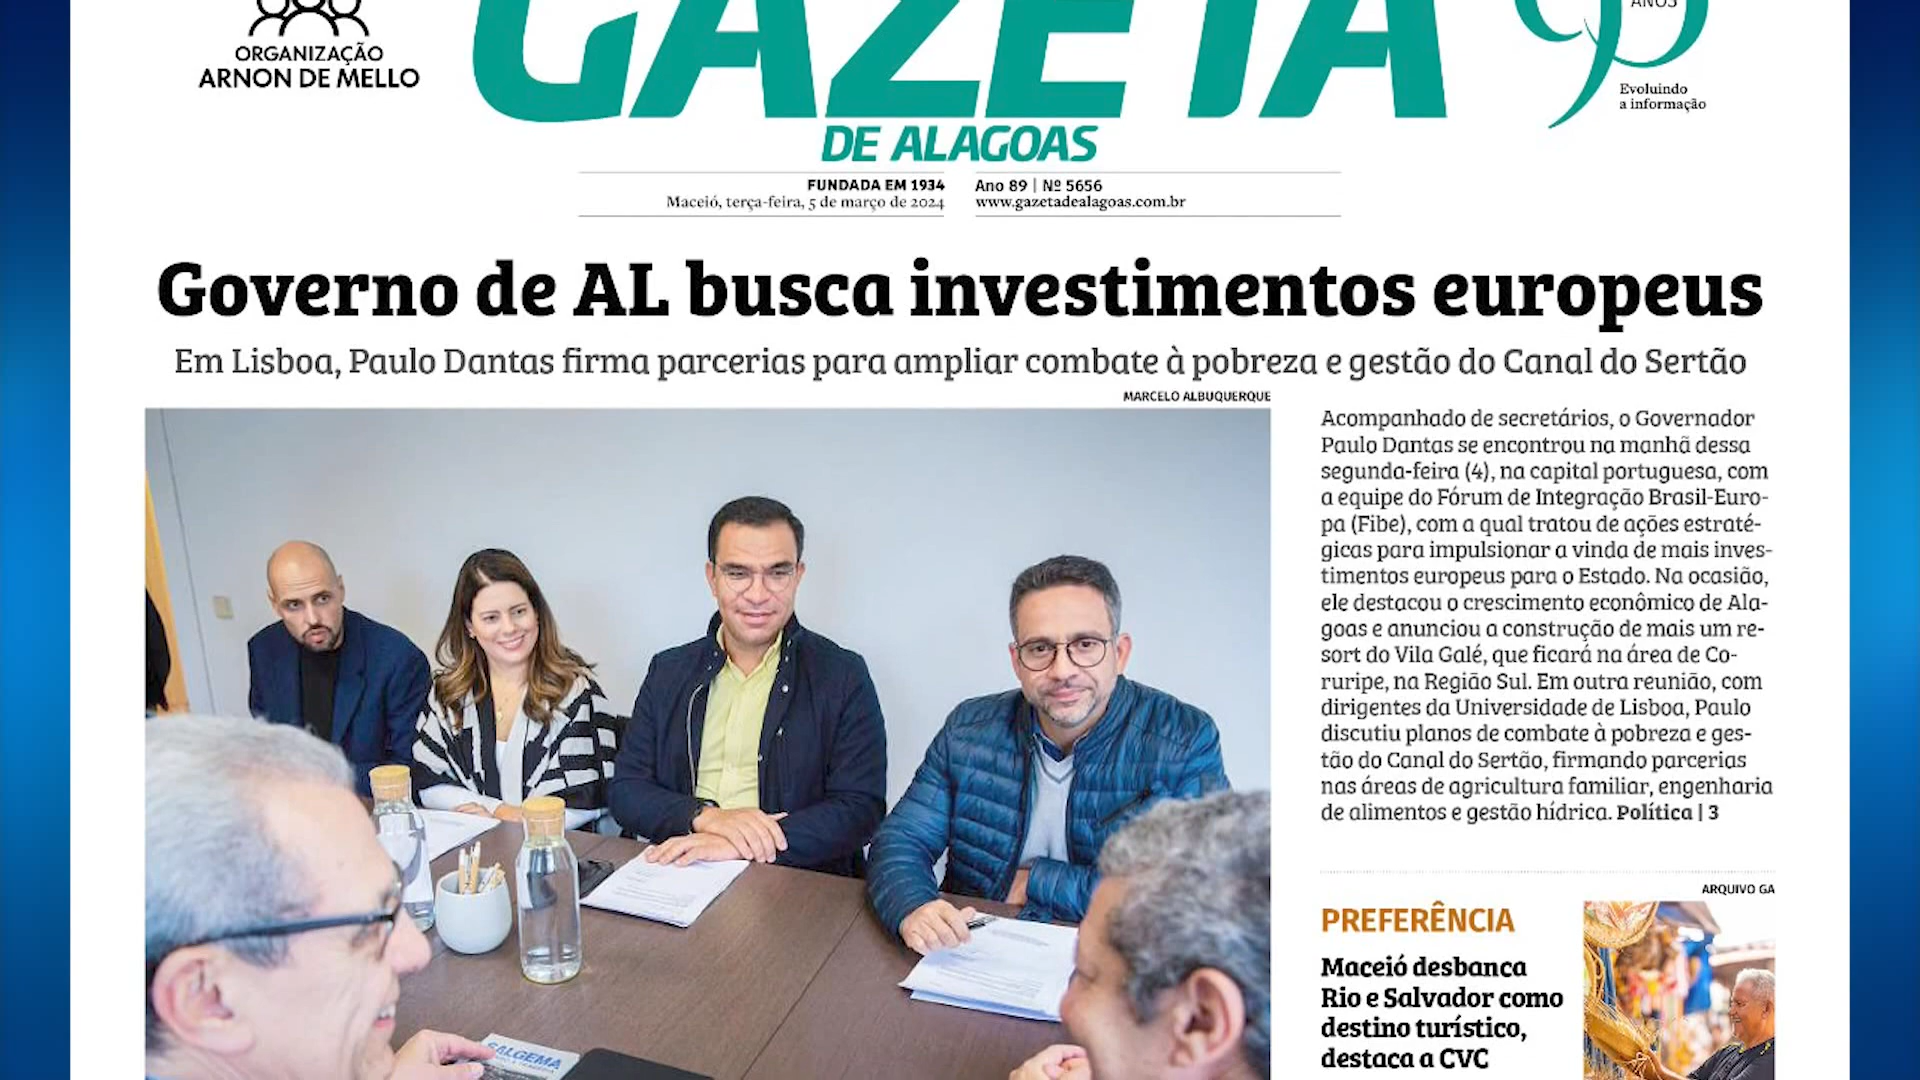 ORGANIZAÇÃO
ARNON DE MELLO
GAZETA
DE ALAGOAS
ANOS
Evoluindo
a informação
FUNDADA EM 1934
Maceió, terça-feira, 5 de março de 2024
Ano 89 | Nº 5656
www.gazetadealagoas.com.br
Governo de AL busca investimentos europeus
Em Lisboa, Paulo Dantas firma parcerias para ampliar combate à pobreza e gestão do Canal do Sertão
MARCELO ALBUQUERQUE
Acompanhado de secretários, o Governador
Paulo Dantas se encontrou na manhã dessa
segunda-feira (4), na capital portuguesa, com
a equipe do Fórum de Integração Brasil-Euro-
pa (Fibe), com a qual tratou de ações estraté-
gicas para impulsionar a vinda de mais inves-
timentos europeus para o Estado. Na ocasião,
ele destacou o crescimento econômico de Ala-
goas e anunciou a construção de mais um re-
sort do Vila Galé, que ficará na área de Co-
ruripe, na Região Sul. Em outra reunião, com
dirigentes da Universidade de Lisboa, Paulo
discutiu planos de combate à pobreza e ges-
tão do Canal do Sertão, firmando parcerias
nas áreas de agricultura familiar, engenharia
de alimentos e gestão hídrica. Política | 3
SALGEMA
ARQUIVO GA
PREFERÊNCIA
Maceió desbanca
Rio e Salvador como
destino turístico,
destaca a CVC